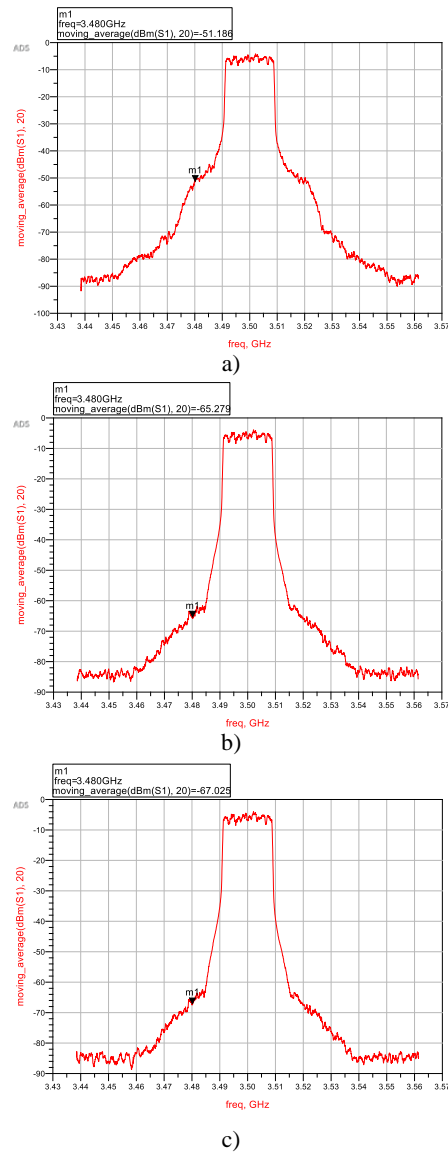 m1
freq=3.480GHz
moving_average(dBm(S1), 20)=-51.186
ADS
0
-10
-20
-30
-40
-50
-60
-70
-80
-90
-100
moving_average(dBm(S1), 20)
m1
3.43 3.44 3.45 3.46 3.47 3.48 3.49 3.50 3.51 3.52 3.53 3.54 3.55 3.56 3.57
freq, GHz
a)
m1
freq=3.480GHz
moving_average(dBm(S1), 20)=-65.279
ADS
0
-10
-20
-30
-40
-50
-60
-70
-80
-90
moving_average(dBm(S1), 20)
m1
3.43 3.44 3.45 3.46 3.47 3.48 3.49 3.50 3.51 3.52 3.53 3.54 3.55 3.56 3.57
freq, GHz
b)
m1
freq=3.480GHz
moving_average(dBm(S1), 20)=-67.025
ADS
0
-10
-20
-30
-40
-50
-60
-70
-80
-90
moving_average(dBm(S1), 20)
m1
3.43 3.44 3.45 3.46 3.47 3.48 3.49 3.50 3.51 3.52 3.53 3.54 3.55 3.56 3.57
freq, GHz
c)